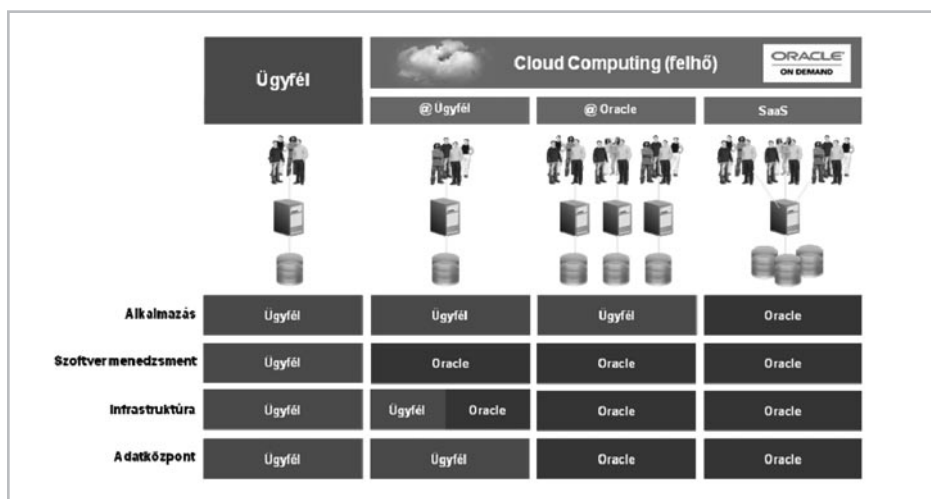 Ügyfél
Cloud Computing (felhő)
ORACLE
ON DEMAND
@ Ügyfél
@ Oracle
SaaS
Alkalmazás
Ügyfél
Ügyfél
Ügyfél
Oracle
Szoftvermenedzsment
Ügyfél
Oracle
Oracle
Oracle
Infrastruktúra
Ügyfél
Ügyfél
Oracle
Oracle
Oracle
Adatközpont
Ügyfél
Ügyfél
Oracle
Oracle